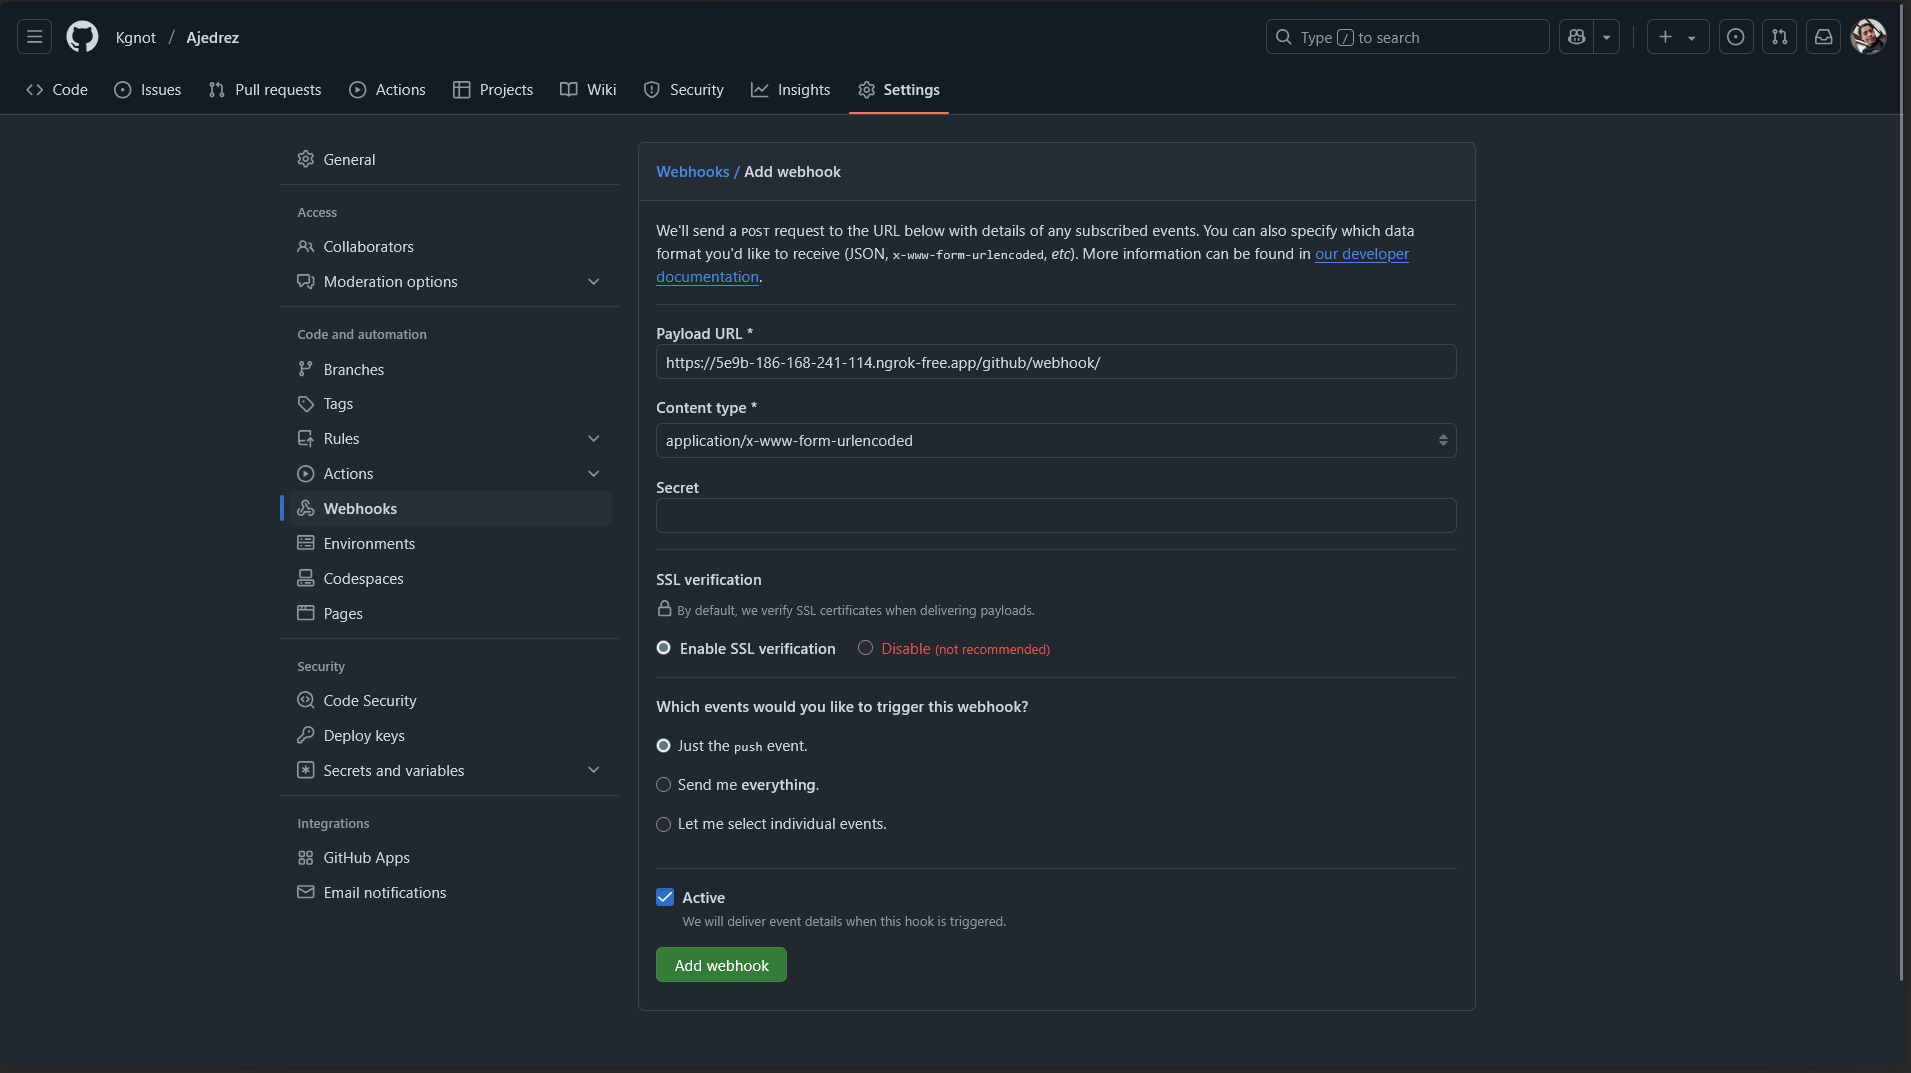 Kgnot / Ajedrez
Type / to search
Code
Issues
Pull requests
Actions
Projects
Wiki
Security
Insights
Settings
General
Access
Collaborators
Moderation options
Code and automation
Branches
Tags
Rules
Actions
Webhooks
Environments
Codespaces
Pages
Security
Code Security
Deploy keys
Secrets and variables
Integrations
GitHub Apps
Email notifications
Webhooks / Add webhook
We'll send a POST request to the URL below with details of any subscribed events. You can also specify which data
format you'd like to receive (JSON, x-www-form-urlencoded, etc). More information can be found in our developer
documentation.
Payload URL *
https://5e9b-186-168-241-114.ngrok-free.app/github/webhook/
Content type *
application/x-www-form-urlencoded
Secret
SSL verification
By default, we verify SSL certificates when delivering payloads.
Enable SSL verification
Disable (not recommended)
Which events would you like to trigger this webhook?
Just the push event.
Send me everything.
Let me select individual events.
Active
We will deliver event details when this hook is triggered.
Add webhook